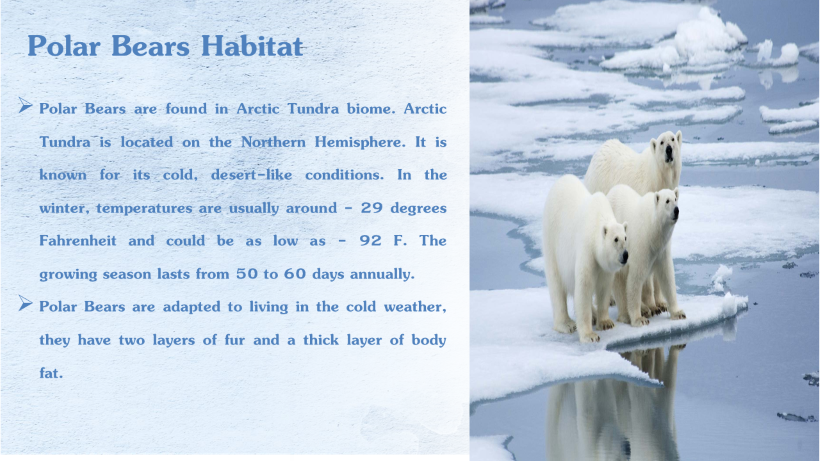 Polar Bears Habitat
Polar Bears are found in Arctic Tundra biome. Arctic
Tundra is located on the Northern Hemisphere. It is
known for its cold, desert-like conditions. In the
winter, temperatures are usually around - 29 degrees
Fahrenheit and could be as low as - 92 F. The
growing season lasts from 50 to 60 days annually.
Polar Bears are adapted to living in the cold weather,
they have two layers of fur and a thick layer of body
fat.